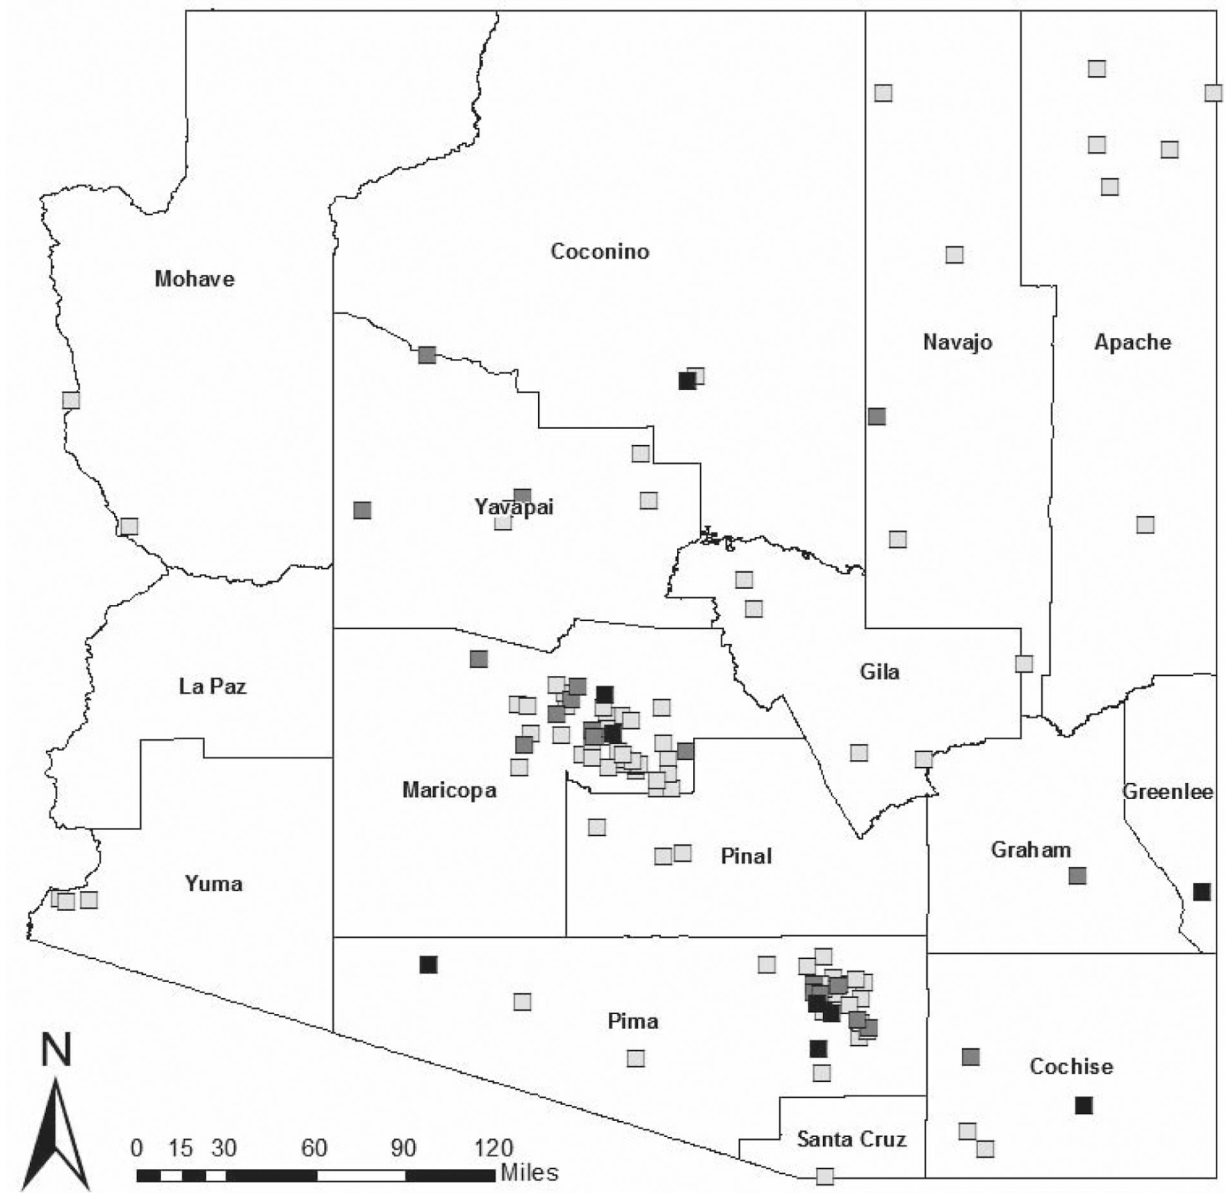 Coconino
Mohave
Navajo
Apache
Yavapai
Gila
La Paz
Maricopa
Greenlee
Graham
Pinal
Yuma
Pima
N
Cochise
Santa Cruz
0 15 30 60 90 120
Miles